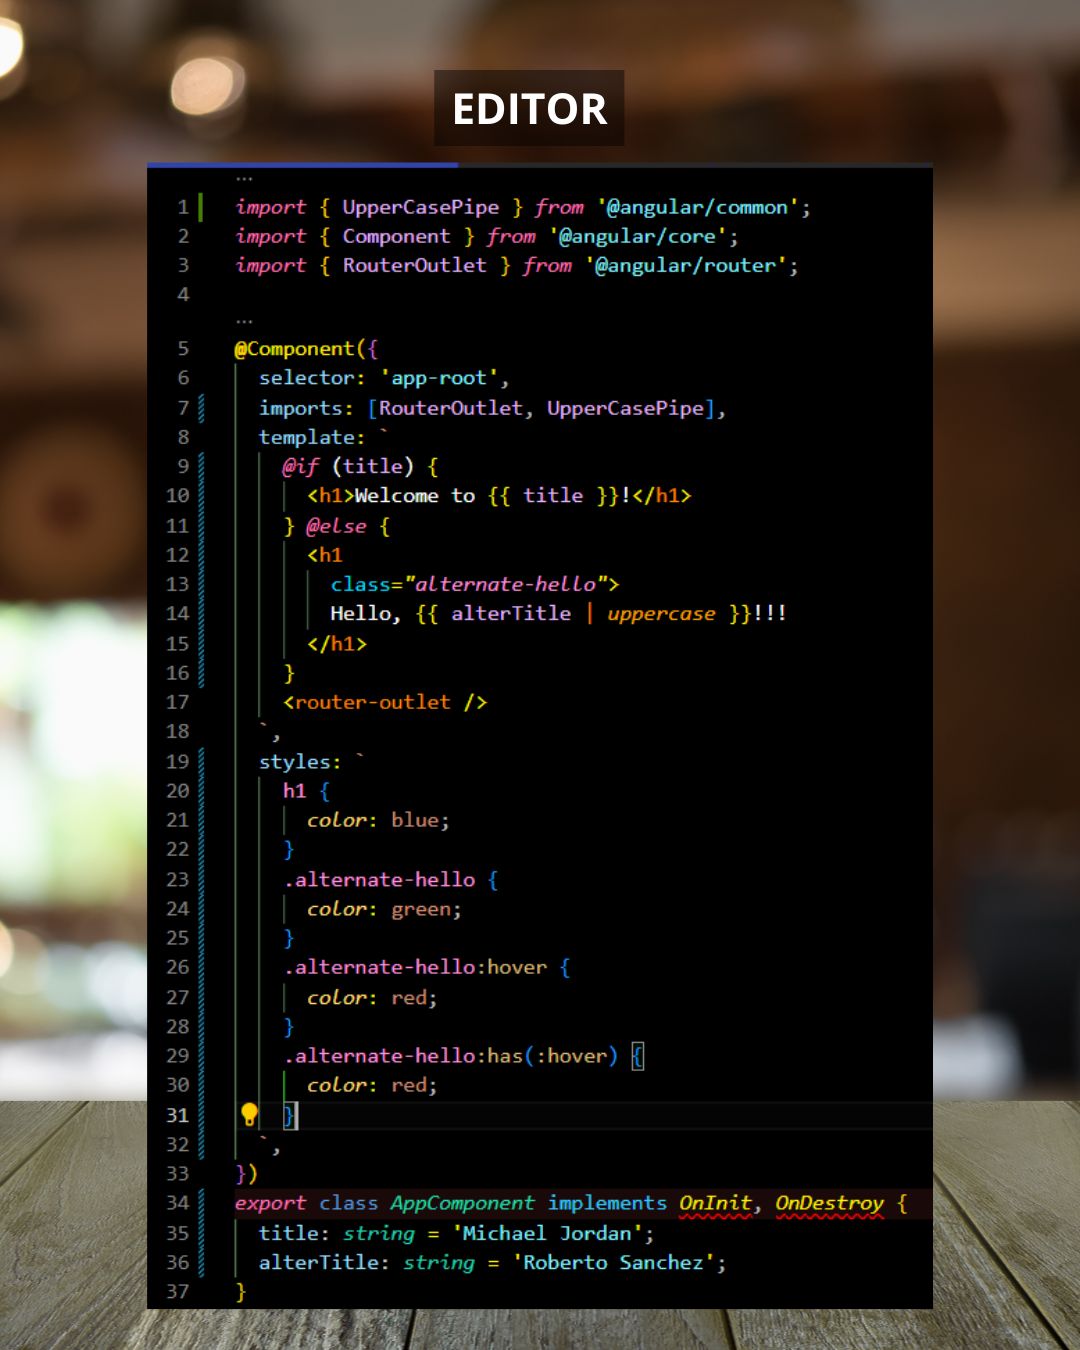 EDITOR
...
1 import { UpperCasePipe } from '@angular/common';
2 import { Component } from '@angular/core';
3 import { RouterOutlet } from '@angular/router';
4
...
5 @Component({
6   selector: 'app-root',
7   imports: [RouterOutlet, UpperCasePipe],
8   template: `
9     @if (title) {
10       <h1>Welcome to {{ title }}!</h1>
11     } @else {
12       <h1
13         class="alternate-hello">
14         Hello, {{ alterTitle | uppercase }}!!!
15       </h1>
16     }
17     <router-outlet />
18   `,
19   styles: `
20     h1 {
21       color: blue;
22     }
23     .alternate-hello {
24       color: green;
25     }
26     .alternate-hello:hover {
27       color: red;
28     }
29     .alternate-hello:has(:hover) {
30       color: red;
31     }
32   `,
33 })
34 export class AppComponent implements OnInit, OnDestroy {
35   title: string = 'Michael Jordan';
36   alterTitle: string = 'Roberto Sanchez';
37 }